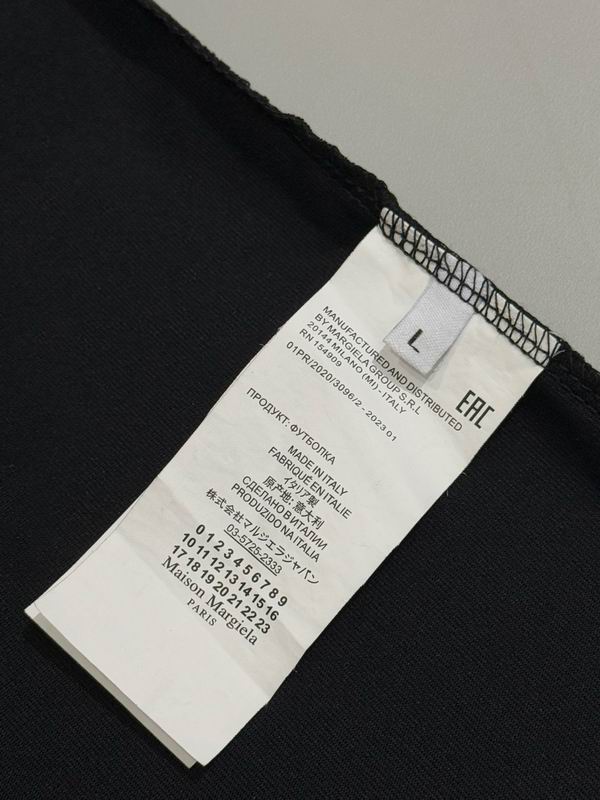 L
MANUFACTURED AND DISTRIBUTED
BY MARGIELA GROUP S.R.L
20144 MILANO (MI) - ITALY
RN 154909
EAC
01PR/2020/3096/2 - 2023 01
ПРОДУКТ: ФУТБОЛКА
MADE IN ITALY
FABRIQUÉ EN ITALIE
イタリア製
原产地: 意大利
СДЕЛАНО В ИТАЛИИ
PRODUZIDO NA ITALIA
株式会社マルジェラジャパン
03-5725-2333
0 1 2 3 4 5 6 7 8 9
10 11 12 13 14 15 16
17 18 19 20 21 22 23
Maison Margiela
PARIS